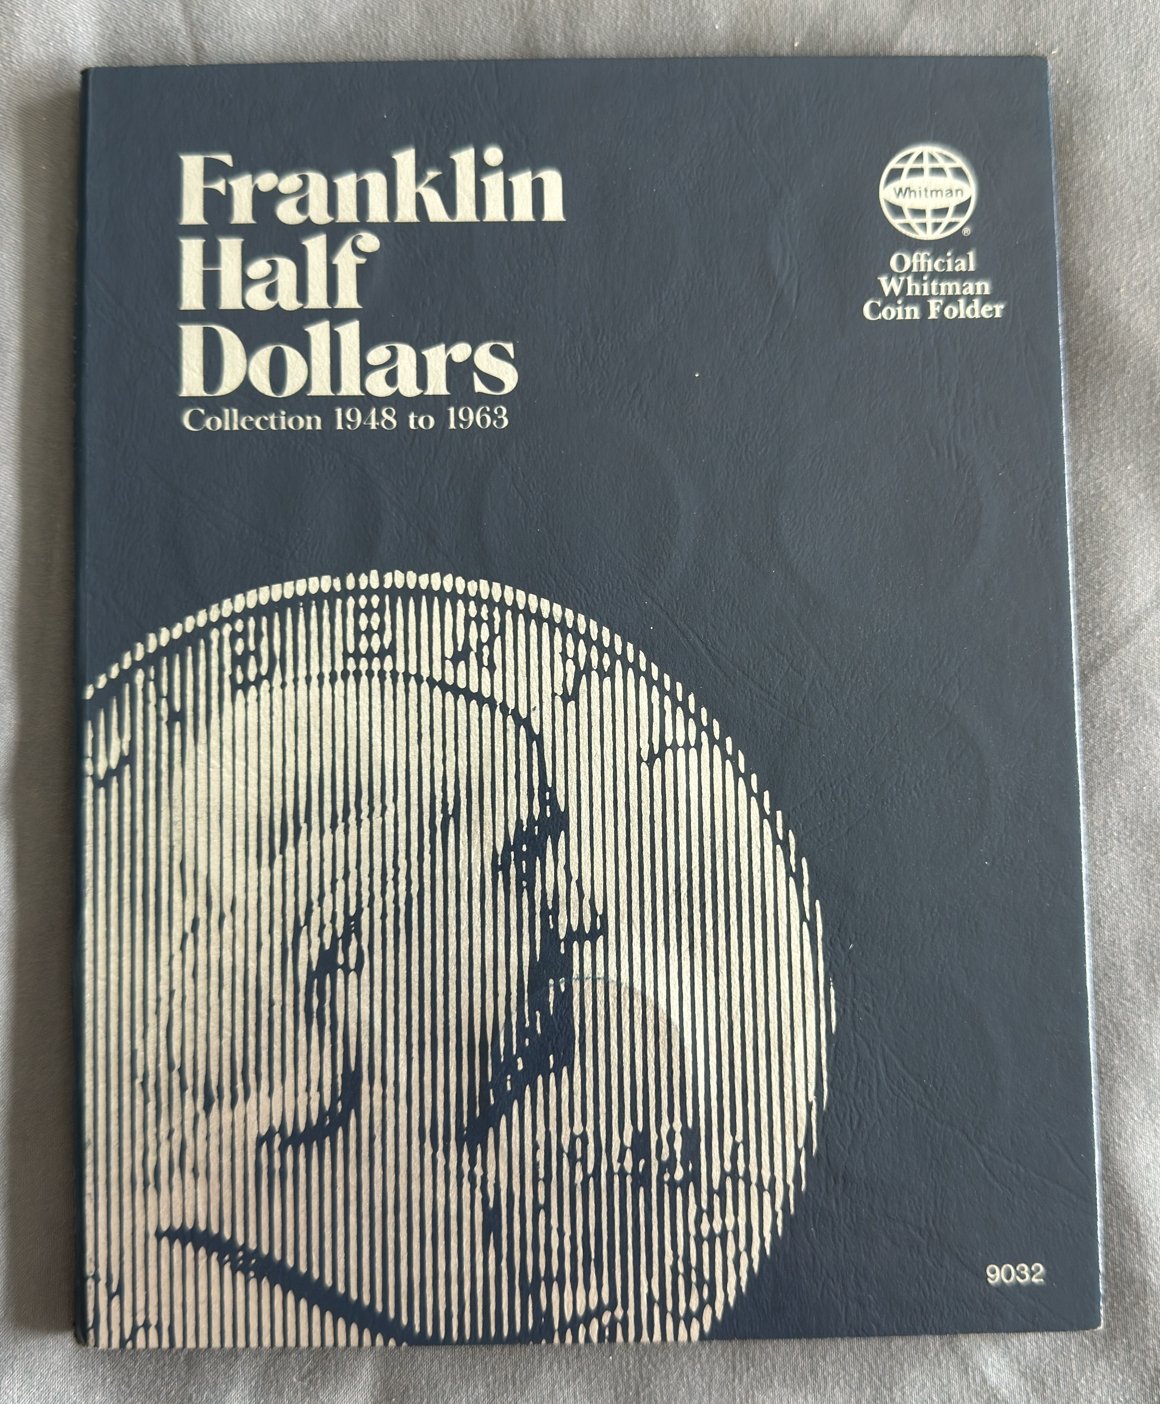 Franklin
Half
Dollars
Collection 1948 to 1963
Whitman
®
Official
Whitman
Coin Folder
9032